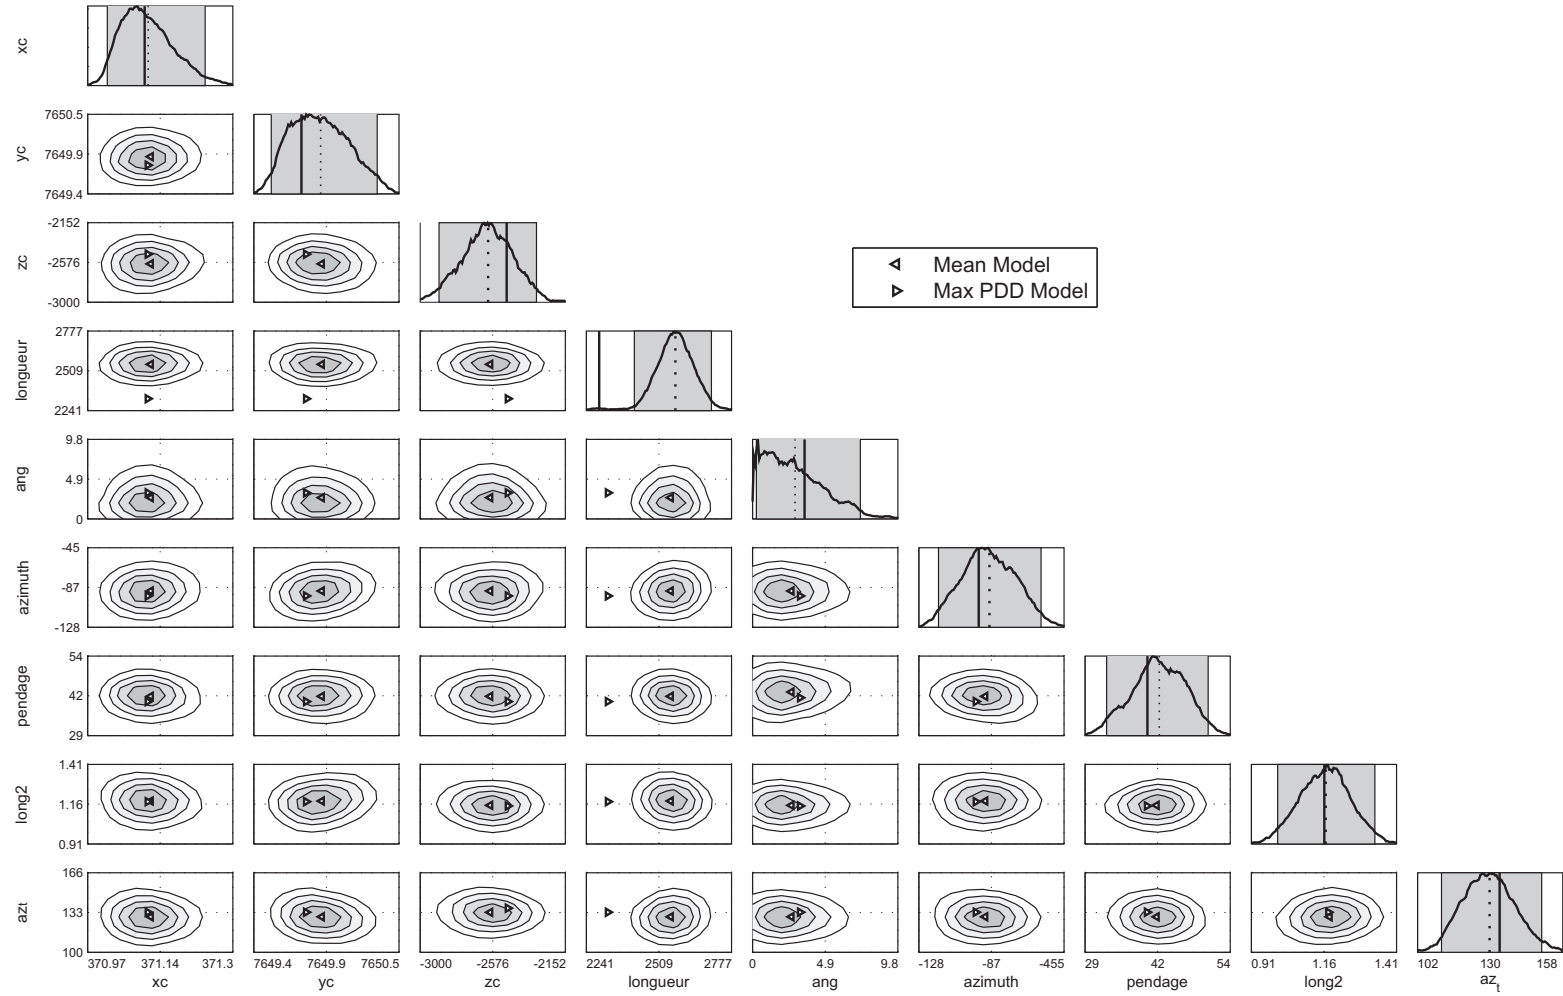 xc
7650.5
7649.9
7649.4
yc
-2152
-2576
-3000
zc
Mean Model
Max PDD Model
2777
2509
2241
longueur
9.8
4.9
0
ang
-45
-87
-128
azimuth
54
42
29
pendage
1.41
1.16
0.91
long2
166
133
100
azt
370.97 371.14 371.3 7649.4 7649.9 7650.5 -3000 -2576 -2152 2241 2509 2777 0 4.9 9.8 -128 -87 -455 29 42 54 0.91 1.16 1.41 102 130 158
xc yc zc longueur ang azimuth pendage long2 az t